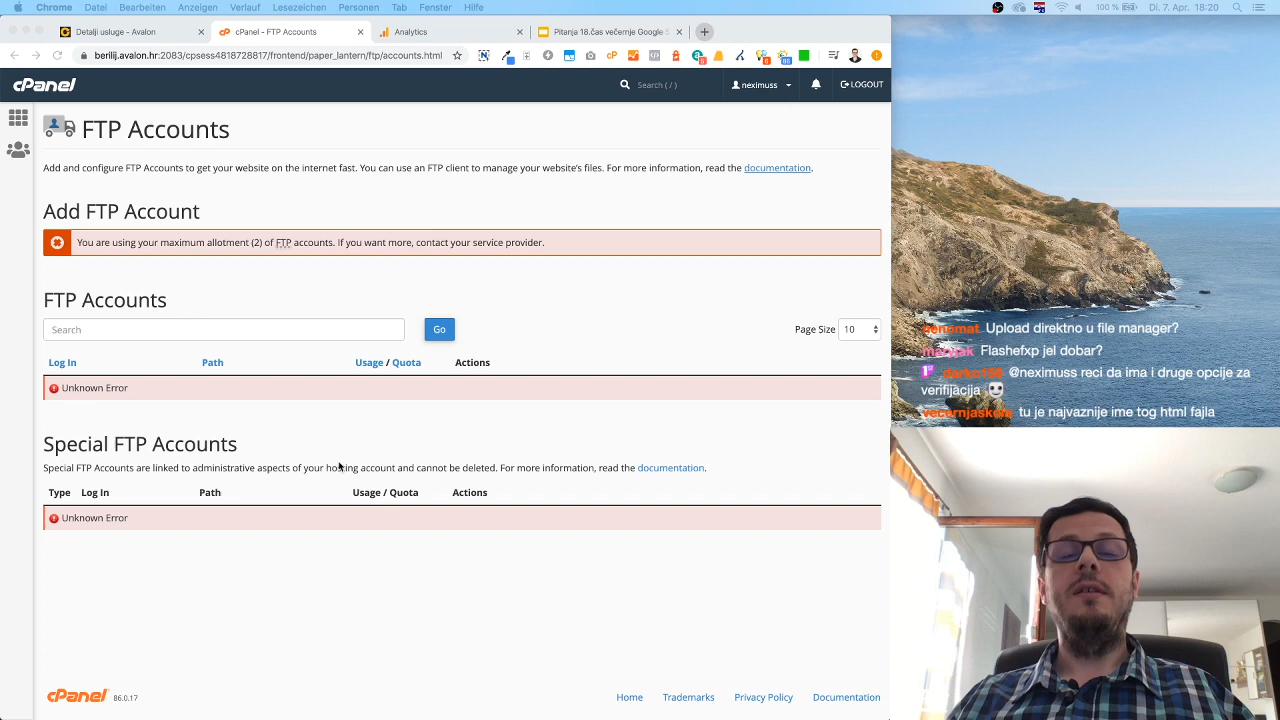 Chrome Datei Bearbeiten Anzeigen Verlauf Lesezeichen Personen Tab Fenster Hilfe 100 % Di. 7. Apr. 18:20
Detalji usluge - Avalon
cPanel - FTP Accounts
Analytics
Pitanja 18.čas večernje Google S
berilij.avalon.hr:2083/cpsess4818728817/frontend/paper_lantern/ftp/accounts.html
cPanel
Search ( / )
neximuss
LOGOUT
FTP Accounts
Add and configure FTP Accounts to get your website on the internet fast. You can use an FTP client to manage your website's files. For more information, read the documentation.
Add FTP Account
You are using your maximum allotment (2) of FTP accounts. If you want more, contact your service provider.
FTP Accounts
Search
Go
Page Size 10
Log In Path Usage / Quota Actions
Unknown Error
Special FTP Accounts
Special FTP Accounts are linked to administrative aspects of your hosting account and cannot be deleted. For more information, read the documentation.
Type Log In Path Usage / Quota Actions
Unknown Error
cPanel 86.0.17
Home Trademarks Privacy Policy Documentation
Upload direktno u file manager?
Flashefxp jel dobar?
@neximuss reci da ima i druge opcije za
verifijacija
vecernjaskola tu je najvaznije ime tog html fajla